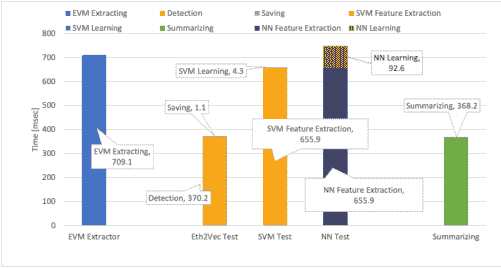 EVM Extracting
Detection
Saving
SVM Feature Extraction
SVM Learning
Summarizing
NN Feature Extraction
NN Learning
800
700
600
500
400
300
200
100
0
Time [msec]
EVM Extracting,
709.1
Saving, 1.1
Detection, 370.2
SVM Learning, 4.3
SVM Feature Extraction,
655.9
NN Learning,
92.6
NN Feature Extraction,
655.9
Summarizing, 368.2
EVM Extractor
Eth2Vec Test
SVM Test
NN Test
Summarizing